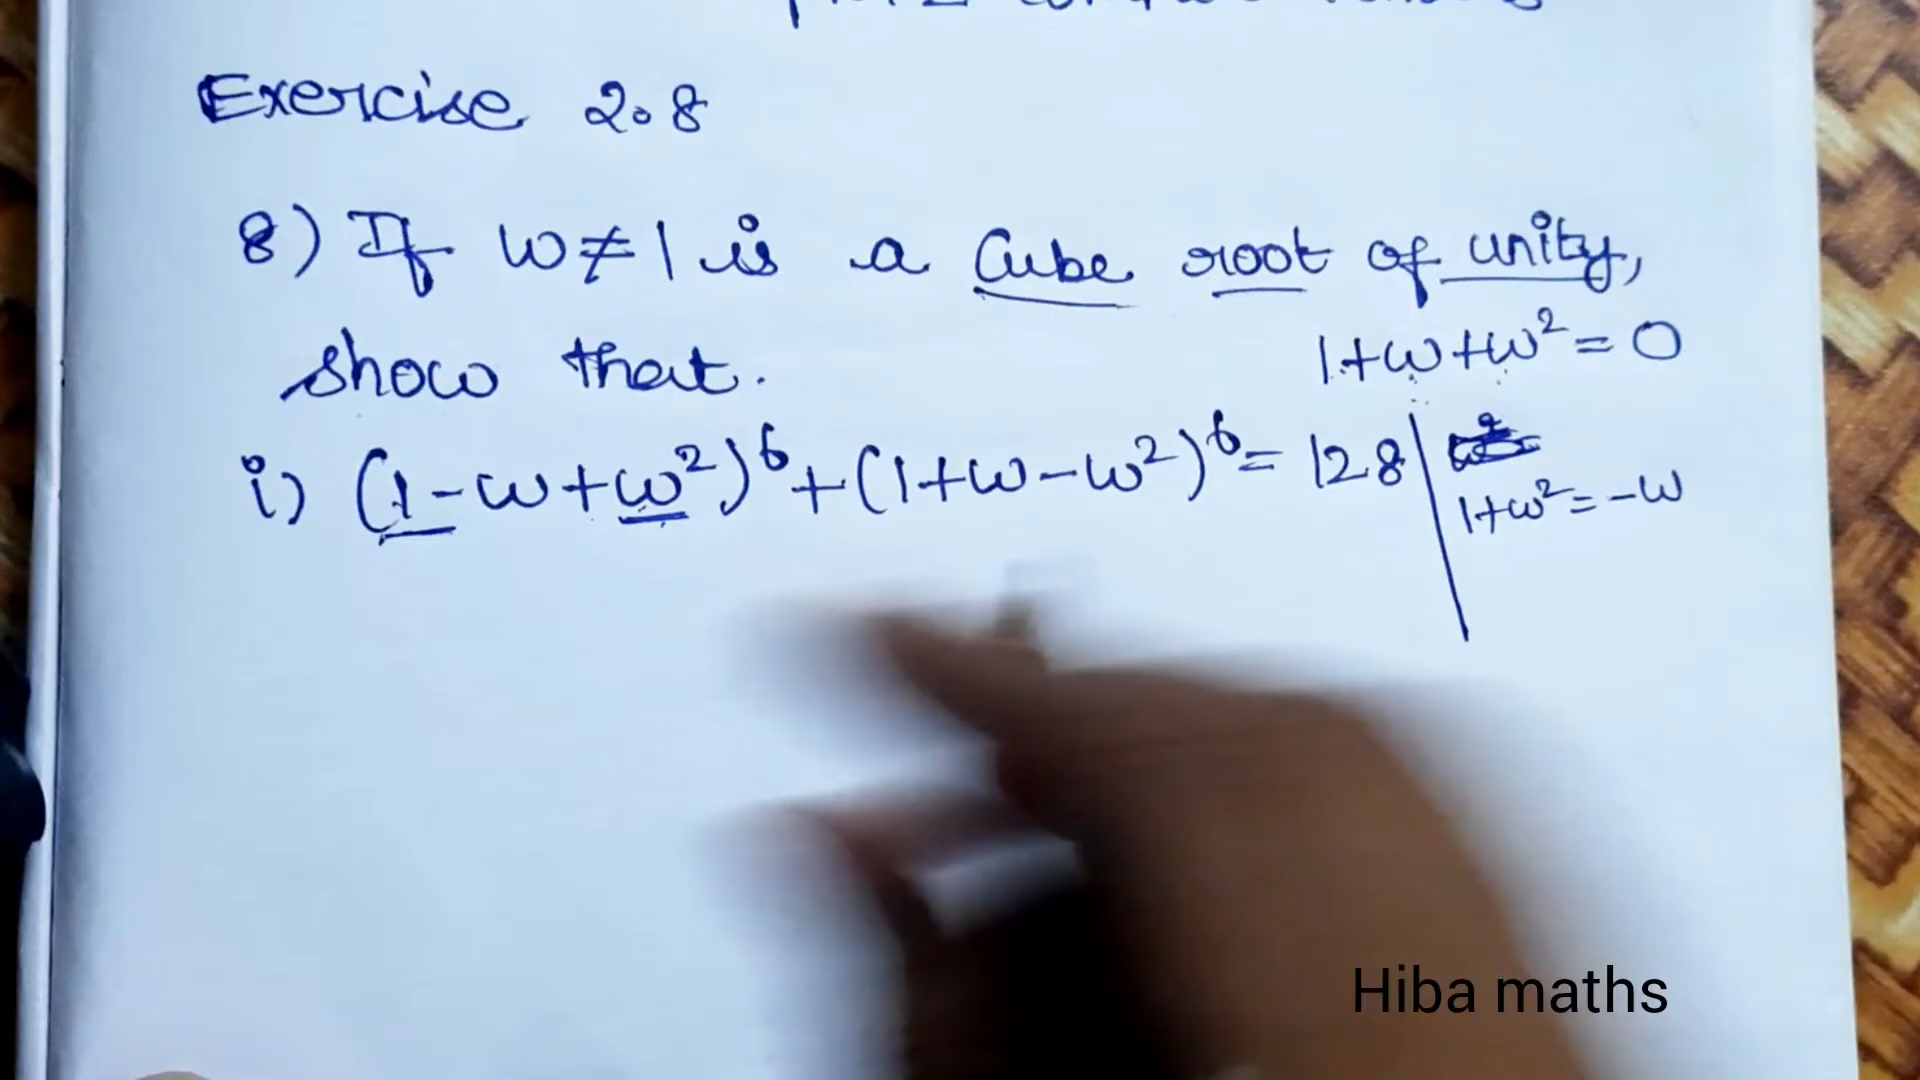 Exercise 2.8
8) If ω≠1 is a Cube root of unity,
show that.
1+ω+ω²=0
i) (1-ω+ω²)⁶+(1+ω-ω²)⁶=128
1+ω²=-ω
Hiba maths